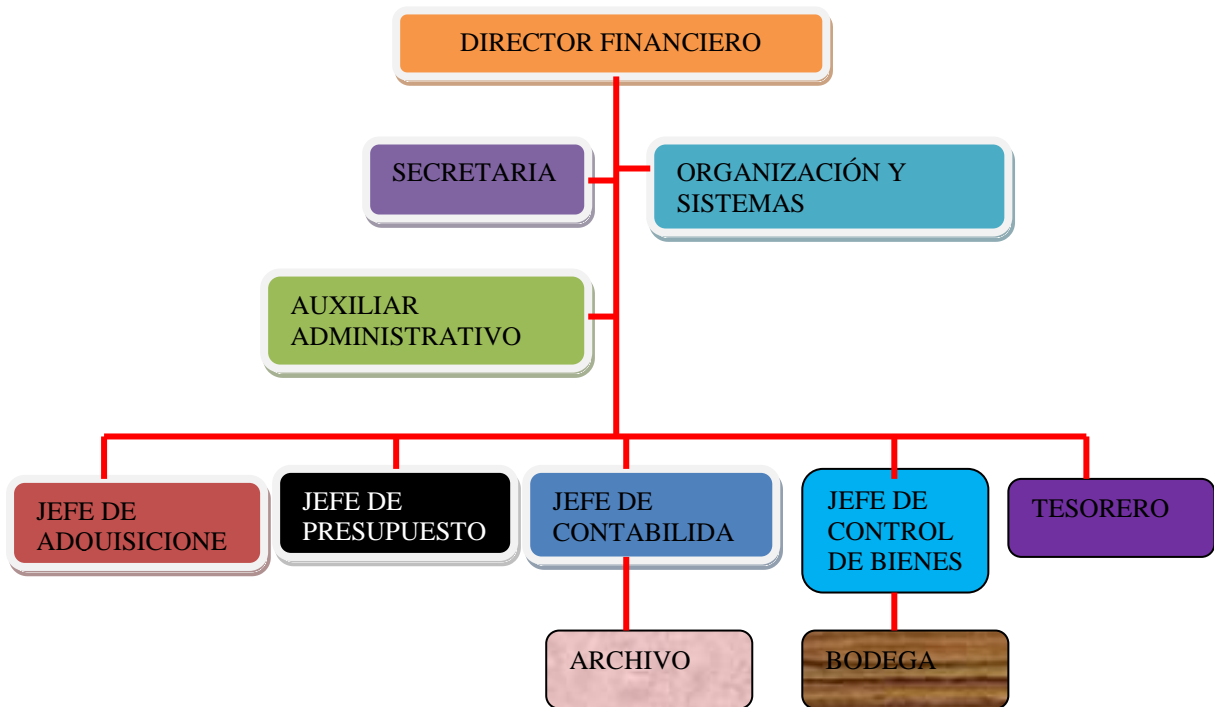 DIRECTOR FINANCIERO
SECRETARIA
ORGANIZACIÓN Y
SISTEMAS
AUXILIAR
ADMINISTRATIVO
JEFE DE
ADOUISICIONE
JEFE DE
PRESUPUESTO
JEFE DE
CONTABILIDA
JEFE DE
CONTROL
DE BIENES
TESORERO
ARCHIVO
BODEGA